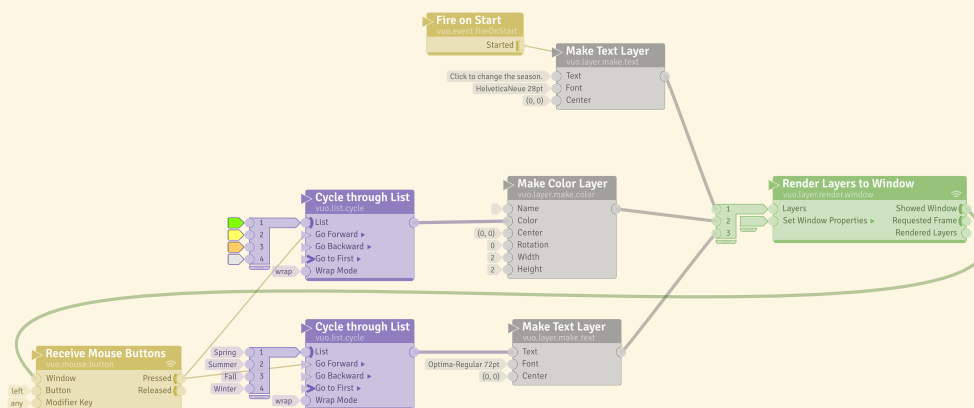 Fire on Start
vuo.event.fireOnStart
Started
Make Text Layer
vuo.layer.make.text
Click to change the season.
Text
HelveticaNeue 28pt
Font
(0, 0)
Center
Cycle through List
vuo.list.cycle
1
List
2
Go Forward
3
Go Backward
4
Go to First
wrap
Wrap Mode
Make Color Layer
vuo.layer.make.color
Name
Color
(0, 0)
Center
0
Rotation
2
Width
2
Height
Render Layers to Window
vuo.layer.render.window
1
Layers
Showed Window
2
Set Window Properties
Requested Frame
3
Rendered Layers
Receive Mouse Buttons
vuo.mouse.button
Window
Pressed
left
Button
Released
any
Modifier Key
Cycle through List
vuo.list.cycle
Spring
1
List
Summer
2
Go Forward
Fall
3
Go Backward
Winter
4
Go to First
wrap
Wrap Mode
Make Text Layer
vuo.layer.make.text
Text
Optima-Regular 72pt
Font
(0, 0)
Center